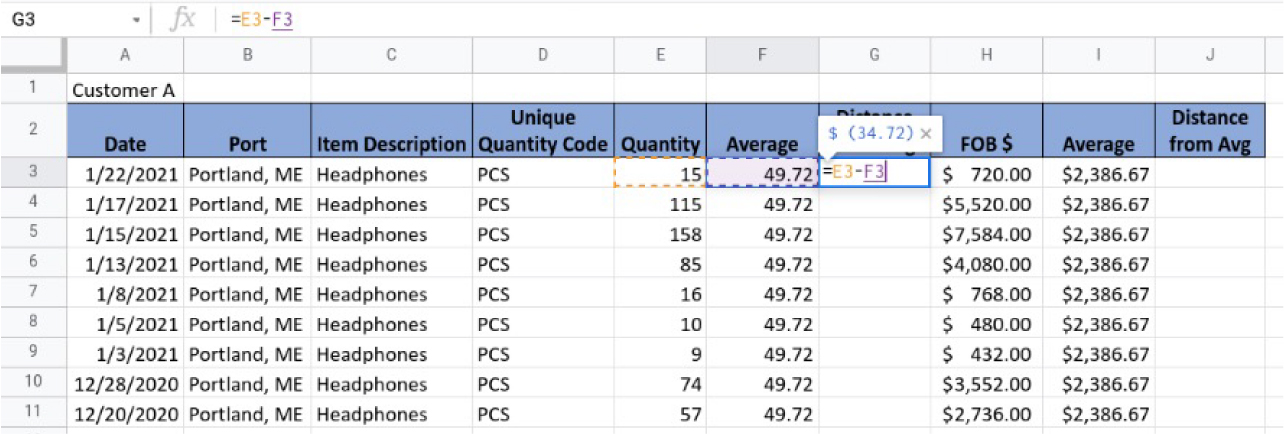 G3 fx =E3-F3
A B C D E F G H I J
1 Customer A
Unique Distance
2 Date Port Item Description Quantity Code Quantity Average $ (34.72) × FOB $ Average from Avg
3 1/22/2021 Portland, ME Headphones PCS 15 49.72 =E3-F3 $ 720.00 $2,386.67
4 1/17/2021 Portland, ME Headphones PCS 115 49.72 $5,520.00 $2,386.67
5 1/15/2021 Portland, ME Headphones PCS 158 49.72 $7,584.00 $2,386.67
6 1/13/2021 Portland, ME Headphones PCS 85 49.72 $4,080.00 $2,386.67
7 1/8/2021 Portland, ME Headphones PCS 16 49.72 $ 768.00 $2,386.67
8 1/5/2021 Portland, ME Headphones PCS 10 49.72 $ 480.00 $2,386.67
9 1/3/2021 Portland, ME Headphones PCS 9 49.72 $ 432.00 $2,386.67
10 12/28/2020 Portland, ME Headphones PCS 74 49.72 $3,552.00 $2,386.67
11 12/20/2020 Portland, ME Headphones PCS 57 49.72 $2,736.00 $2,386.67